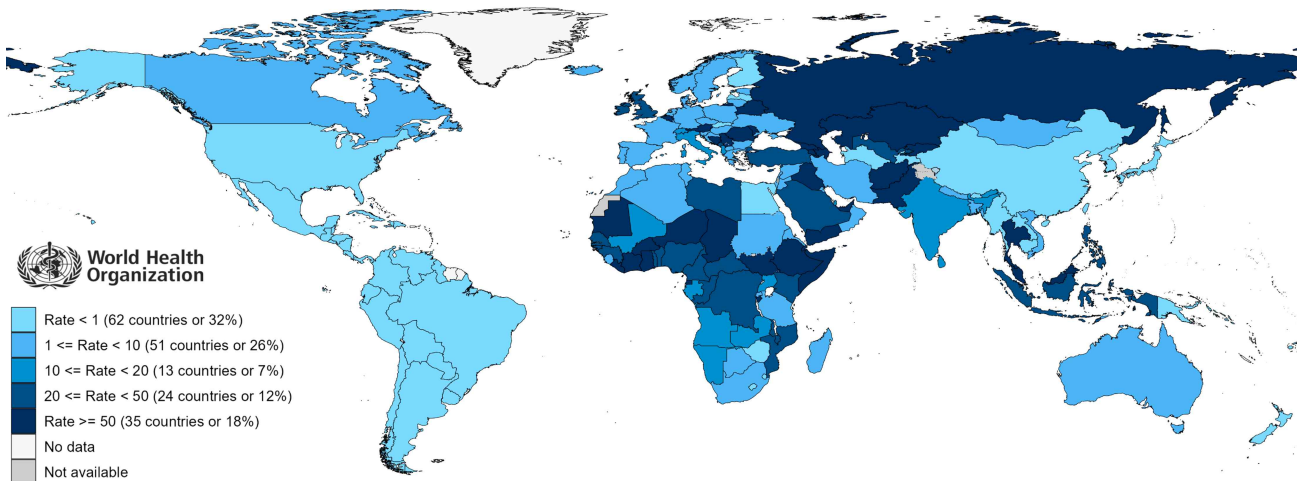 World Health
Organization
Rate < 1 (62 countries or 32%)
1 <= Rate < 10 (51 countries or 26%)
10 <= Rate < 20 (13 countries or 7%)
20 <= Rate < 50 (24 countries or 12%)
Rate >= 50 (35 countries or 18%)
No data
Not available